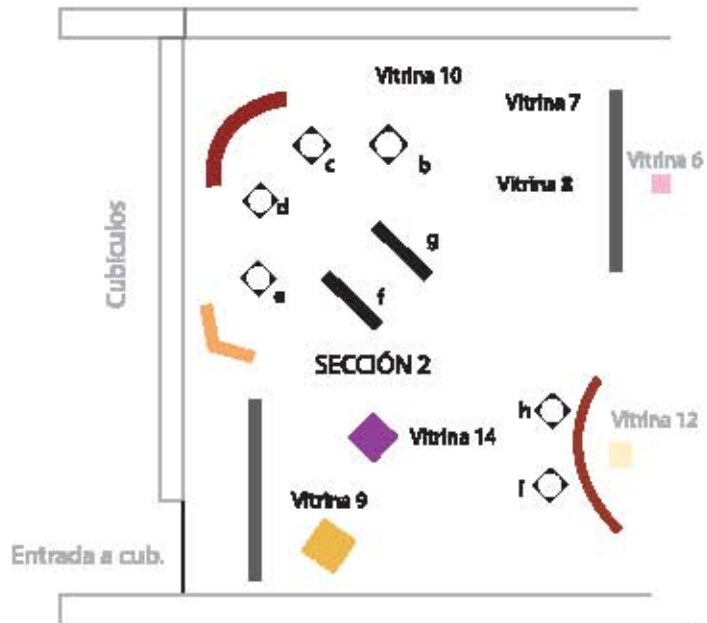 Vitrina 10
Vitrina 7
Vitrina 6
c
b
Vitrina 8
d
Cubículos
g
e
f
SECCIÓN 2
h
Vitrina 12
Vitrina 14
Vitrina 9
Entrada a cub.